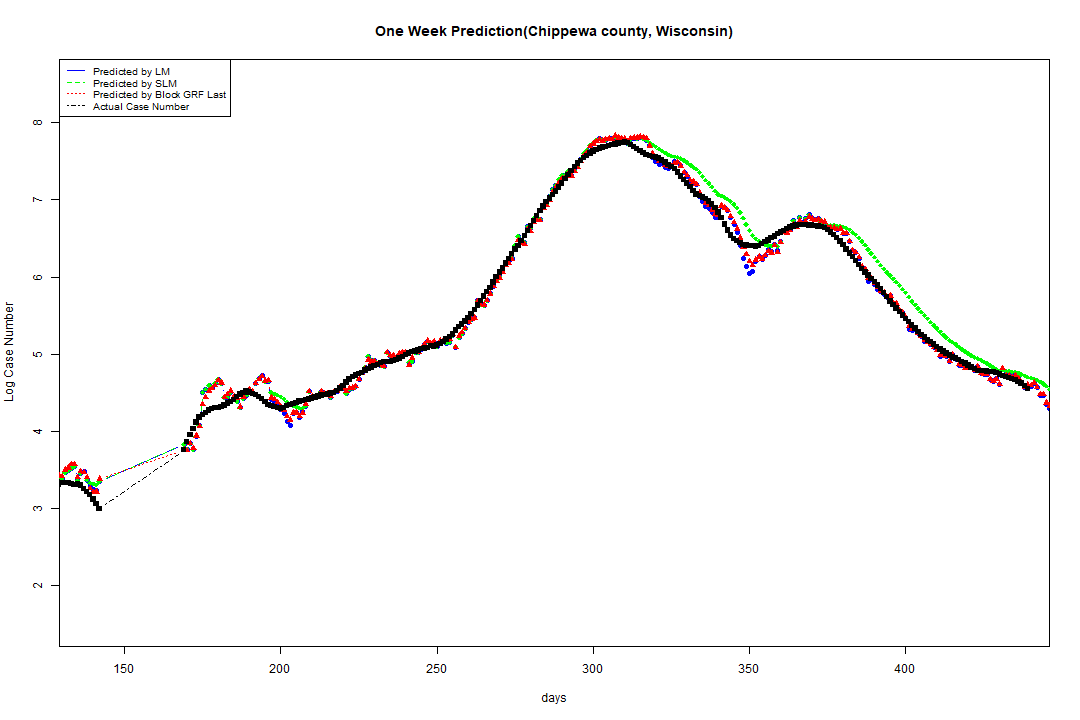 One Week Prediction(Chippewa county, Wisconsin)
Predicted by LM
Predicted by SLM
Predicted by Block GRF Last
Actual Case Number
Log Case Number
8
7
6
5
4
3
2
150 200 250 300 350 400
days